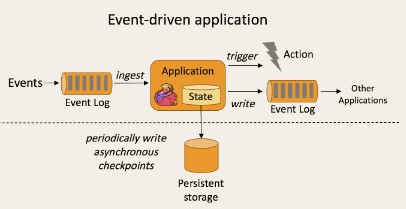 Event-driven application
trigger
Action
Events
ingest
Application
State
Event Log
write
Event Log
Other
Applications
periodically write
asynchronous
checkpoints
Persistent
storage